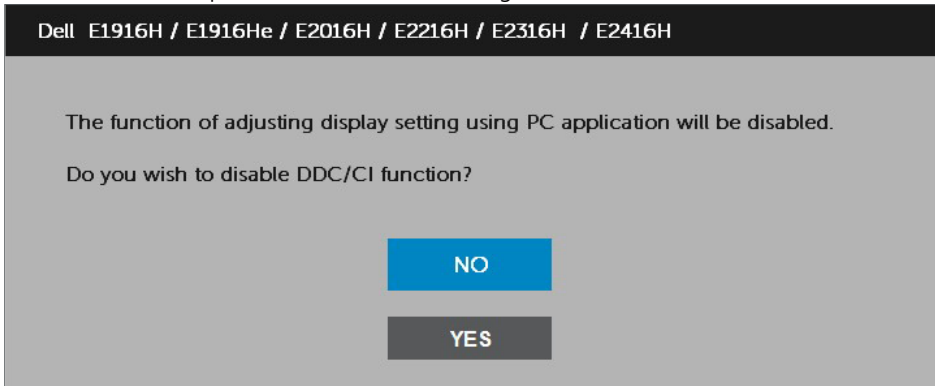 Dell E1916H / E1916He / E2016H / E2216H / E2316H / E2416H
The function of adjusting display setting using PC application will be disabled.
Do you wish to disable DDC/CI function?
NO
YES